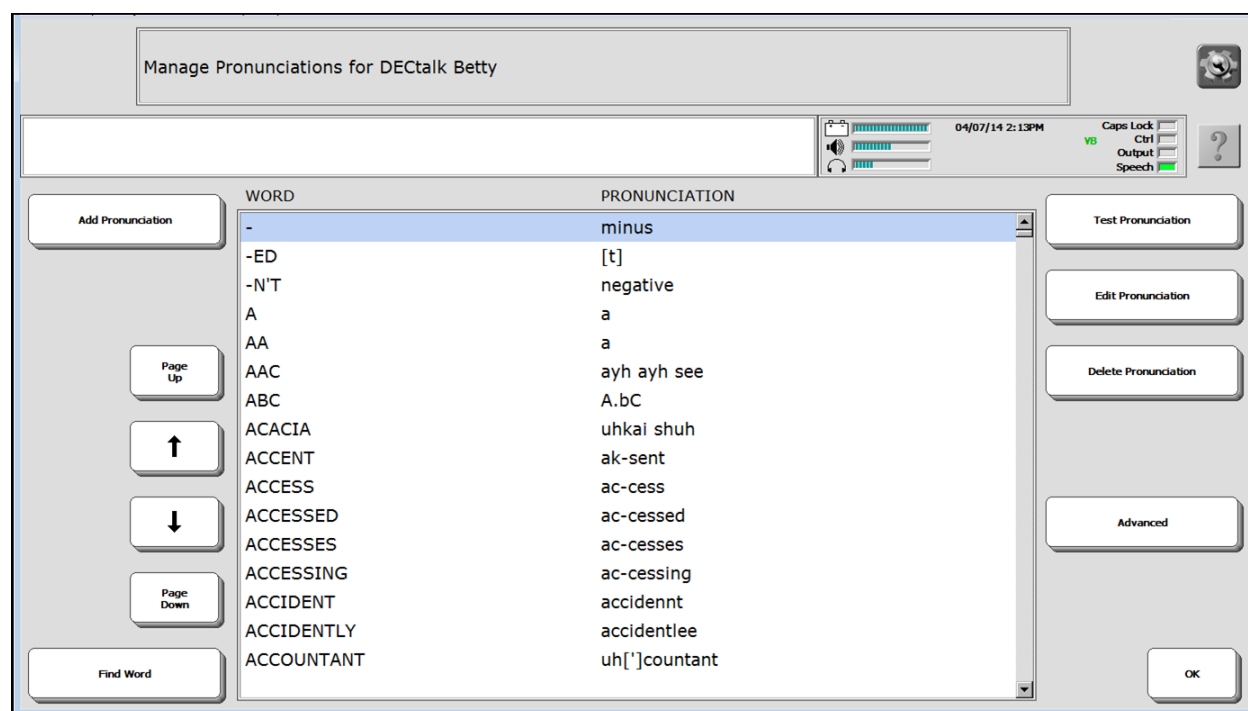 Manage Pronunciations for DECtalk Betty
04/07/14 2:13PM
YB
Caps Lock
Ctrl
Output
Speech
?
WORD PRONUNCIATION
Add Pronunciation
- minus
-ED [t]
-N'T negative
A a
AA a
AAC ayh ayh see
ABC A.bC
ACACIA uhkai shuh
ACCENT ak-sent
ACCESS ac-cess
ACCESSED ac-cessed
ACCESSES ac-cesses
ACCESSING ac-cessing
ACCIDENT accidennt
ACCIDENTLY accidentlee
ACCOUNTANT uh[']countant
Page
Up
↑
↓
Page
Down
Find Word
Test Pronunciation
Edit Pronunciation
Delete Pronunciation
Advanced
OK